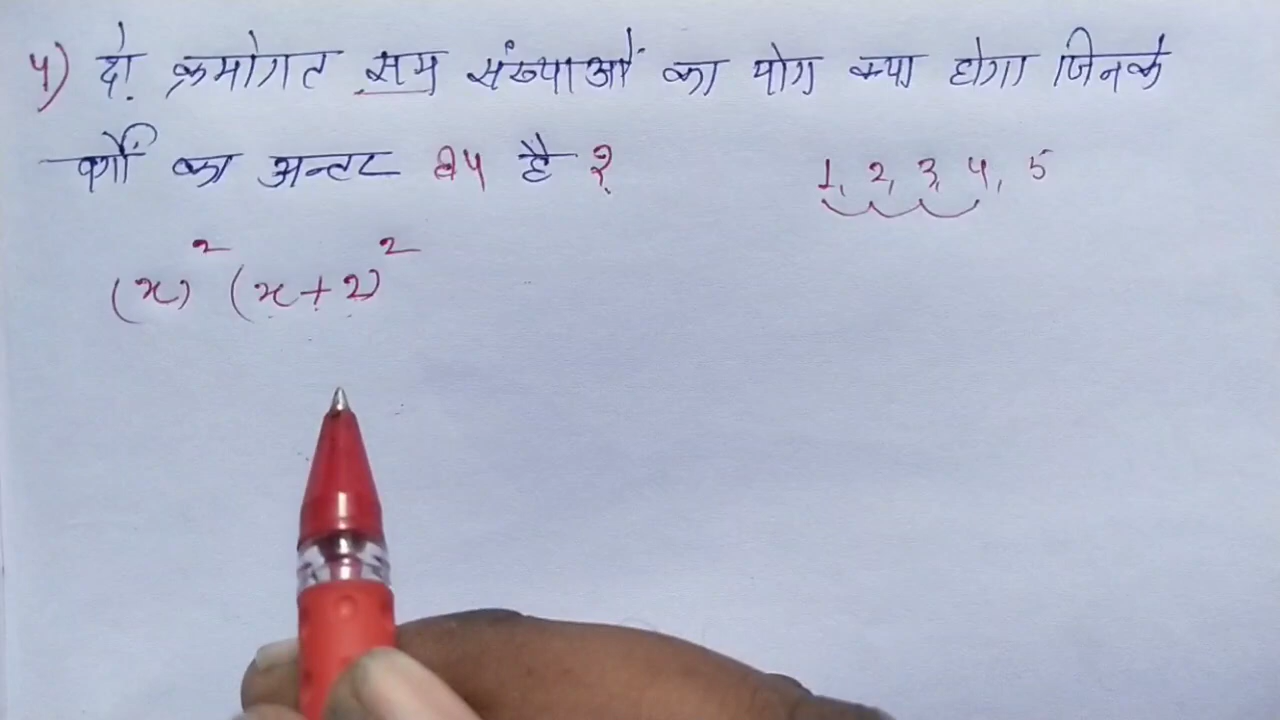 4) दो क्रमागत सम संख्याओं का योग क्या होगा जिनके
वर्गों का अन्तर 84 है ?
1, 2, 3, 4, 5
(x)² (x+2)²